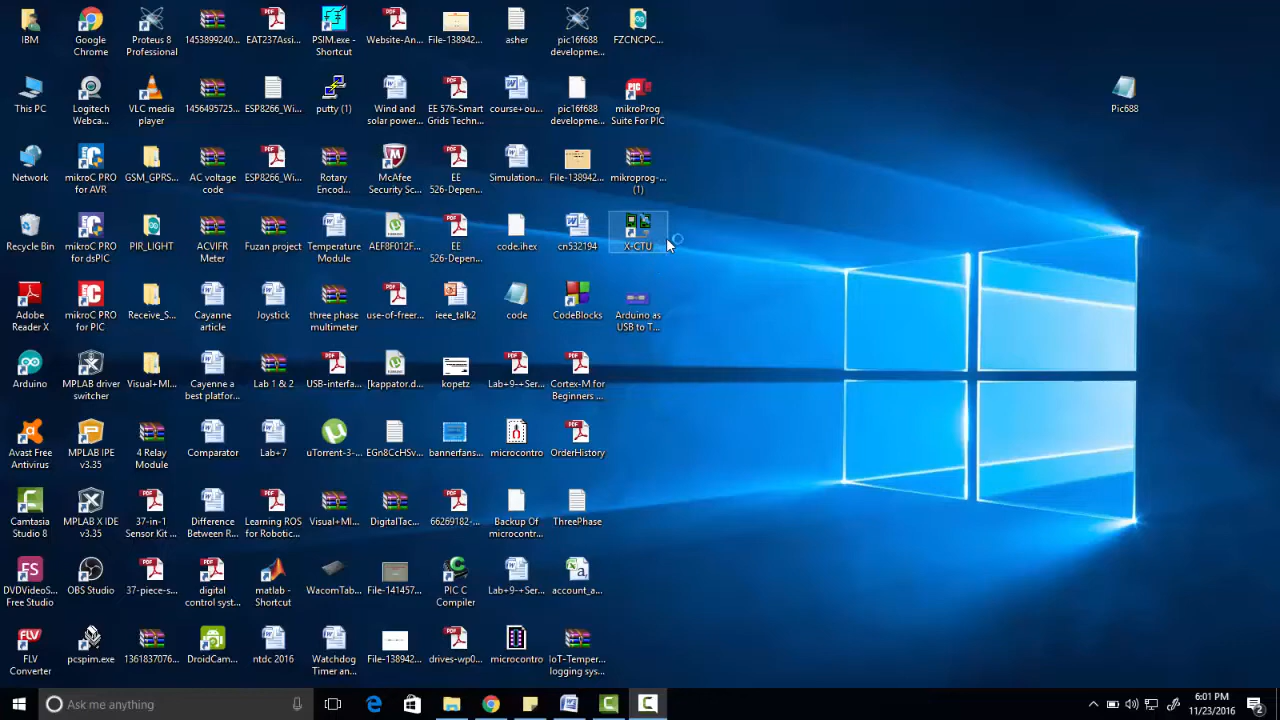 BM
Google
Chrome
Proteus 8
Professional
1453899240...
EAT237Assi...
PSIM.exe -
Shortcut
Website-An...
File-138942...
asher
pic16f688
developme...
FZCNCPC...
This PC
Logitech
Webca...
VLC media
player
1456495725...
ESP8266_Wi...
putty (1)
Wind and
solar power...
EE 576-Smart
Grids Techn...
course+ou...
pic16f688
developme...
mikroProg
Suite For PIC
Pic688
Network
mikroC PRO
for AVR
GSM_GPRS...
AC voltage
code
ESP8266_Wi...
Rotary
Encod...
McAfee
Security Sc...
EE
526-Depen...
Simulation...
File-138942...
mikroprog-...
(1)
Recycle Bin
mikroC PRO
for dsPIC
PIR_LIGHT
ACVIFR
Meter
Fuzan project
Temperature
Module
AEF8F012F...
EE
526-Depen...
code.ihex
cn532194
X-CTU
Adobe
Reader X
mikroC PRO
for PIC
Receive_S...
Cayanne
article
Joystick
three phase
multimeter
use-of-freer...
ieee_talk2
code
CodeBlocks
Arduino as
USB to T...
Arduino
MPLAB driver
switcher
Visual+MI...
Cayenne a
best platfor...
Lab 1 & 2
USB-interfa...
[kappator.d...
kopetz
Lab+9-+Ser...
Cortex-M for
Beginners ...
Avast Free
Antivirus
MPLAB IPE
v3.35
4 Relay
Module
Comparator
Lab+7
uTorrent-3-...
EGn8CcHSv...
bannerfans...
microcontro
OrderHistory
Camtasia
Studio 8
MPLAB X IDE
v3.35
37-in-1
Sensor Kit ...
Difference
Between R...
Learning ROS
for Robotic...
Visual+MI...
DigitalTac...
66269182-...
Backup Of
microcontr...
ThreePhase
DVDVideoS...
Free Studio
OBS Studio
37-piece-s...
digital
control syst...
matlab -
Shortcut
WacomTab...
File-141457...
PIC C
Compiler
Lab+9-+Ser...
account_a...
FLV
Converter
pcspim.exe
1361837076...
DroidCam...
ntdc 2016
Watchdog
Timer an...
File-138942...
drives-wp0...
microcontro
IoT-Temper...
logging sys...
Ask me anything
6:01 PM
11/23/2016
2